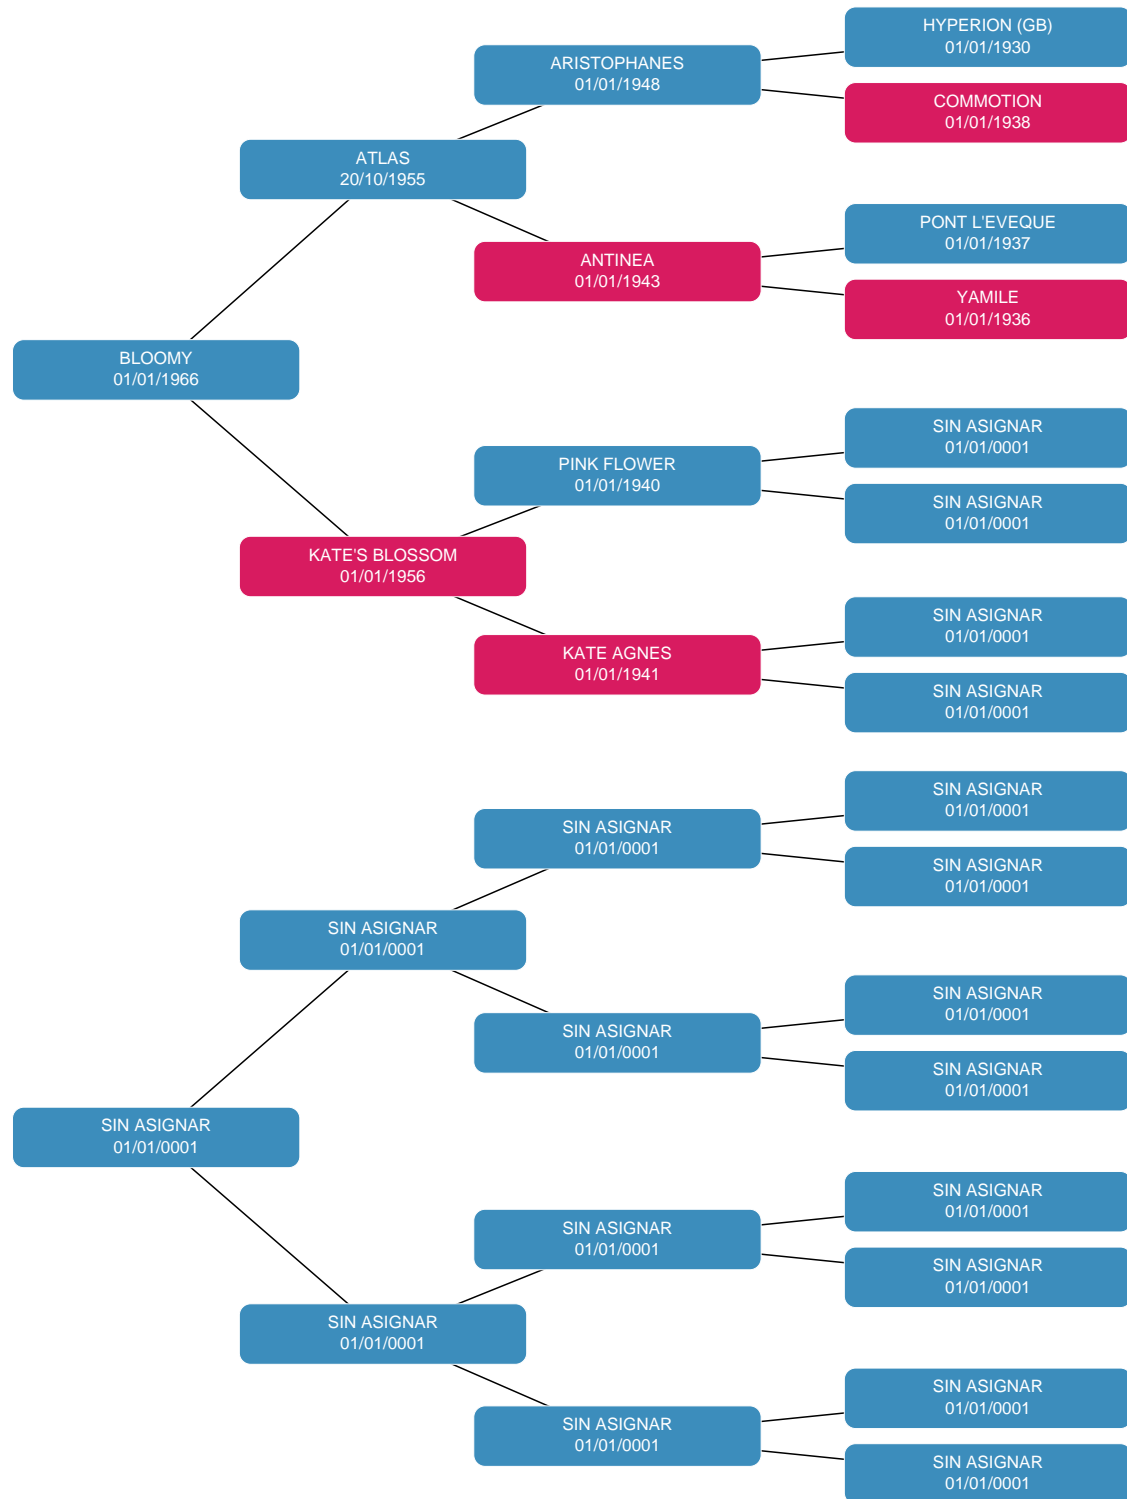 HYPERION (GB)
01/01/1930
ARISTOPHANES
01/01/1948
COMMOTION
01/01/1938
ATLAS
20/10/1955
PONT L'EVEQUE
01/01/1937
ANTINEA
01/01/1943
YAMILE
01/01/1936
BLOOMY
01/01/1966
SIN ASIGNAR
01/01/0001
PINK FLOWER
01/01/1940
SIN ASIGNAR
01/01/0001
KATE'S BLOSSOM
01/01/1956
SIN ASIGNAR
01/01/0001
KATE AGNES
01/01/1941
SIN ASIGNAR
01/01/0001
SIN ASIGNAR
01/01/0001
SIN ASIGNAR
01/01/0001
SIN ASIGNAR
01/01/0001
SIN ASIGNAR
01/01/0001
SIN ASIGNAR
01/01/0001
SIN ASIGNAR
01/01/0001
SIN ASIGNAR
01/01/0001
SIN ASIGNAR
01/01/0001
SIN ASIGNAR
01/01/0001
SIN ASIGNAR
01/01/0001
SIN ASIGNAR
01/01/0001
SIN ASIGNAR
01/01/0001
SIN ASIGNAR
01/01/0001
SIN ASIGNAR
01/01/0001
SIN ASIGNAR
01/01/0001